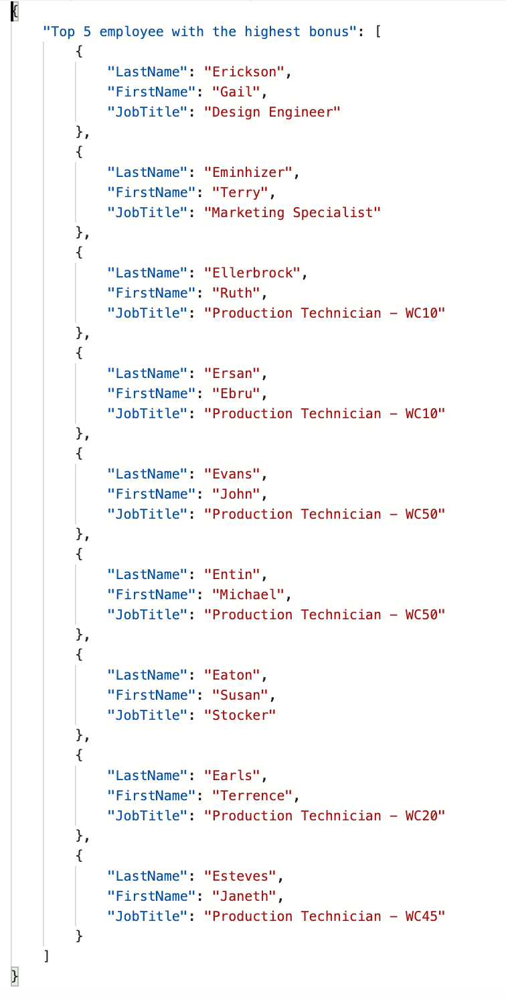 {
    "Top 5 employee with the highest bonus": [
        {
            "LastName": "Erickson",
            "FirstName": "Gail",
            "JobTitle": "Design Engineer"
        },
        {
            "LastName": "Eminhizer",
            "FirstName": "Terry",
            "JobTitle": "Marketing Specialist"
        },
        {
            "LastName": "Ellerbrock",
            "FirstName": "Ruth",
            "JobTitle": "Production Technician – WC10"
        },
        {
            "LastName": "Ersan",
            "FirstName": "Ebru",
            "JobTitle": "Production Technician – WC10"
        },
        {
            "LastName": "Evans",
            "FirstName": "John",
            "JobTitle": "Production Technician – WC50"
        },
        {
            "LastName": "Entin",
            "FirstName": "Michael",
            "JobTitle": "Production Technician – WC50"
        },
        {
            "LastName": "Eaton",
            "FirstName": "Susan",
            "JobTitle": "Stocker"
        },
        {
            "LastName": "Earls",
            "FirstName": "Terrence",
            "JobTitle": "Production Technician – WC20"
        },
        {
            "LastName": "Esteves",
            "FirstName": "Janeth",
            "JobTitle": "Production Technician – WC45"
        }
    ]
}